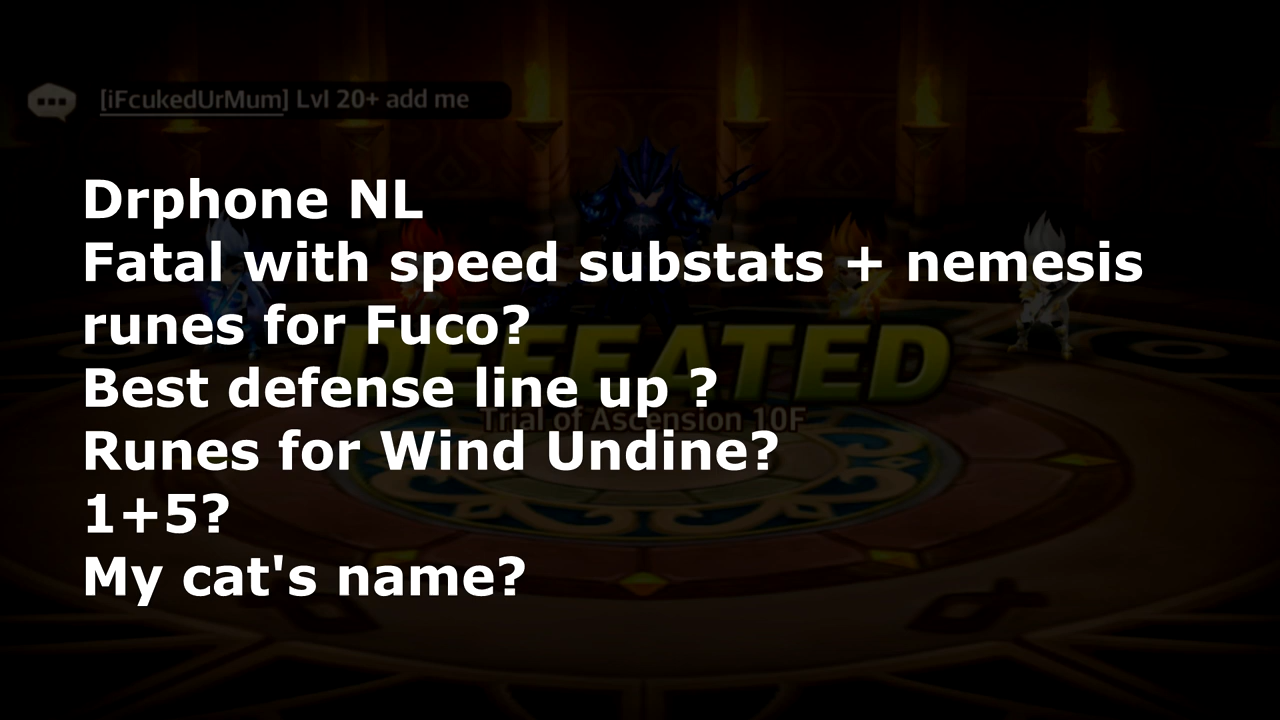 [iFcukedUrMum] Lvl 20+ add me
Drphone NL
Fatal with speed substats + nemesis
runes for Fuco?
DEFEATED
Best defense line up ?
Trial of Ascension 10F
Runes for Wind Undine?
1+5?
My cat's name?